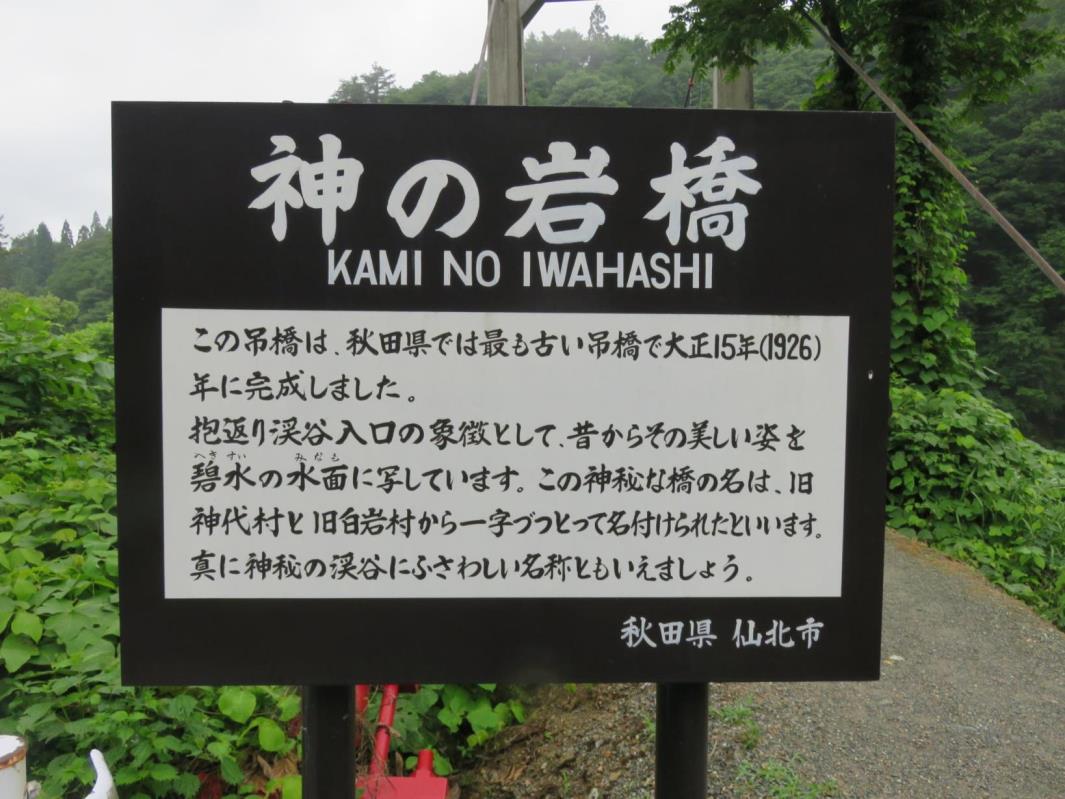 神の岩橋
KAMI NO IWAHASHI
この吊橋は、秋田県では最も古い吊橋で大正15年(1926)
年に完成しました。
抱返り渓谷入口の象徴として、昔からその美しい姿を
へきすい みなも
碧水の水面に写しています。この神秘な橋の名は、旧
神代村と旧白岩村から一字づつとって名付けられたといいます。
真に神秘の渓谷にふさわしい名称ともいえましょう。
秋田県 仙北市